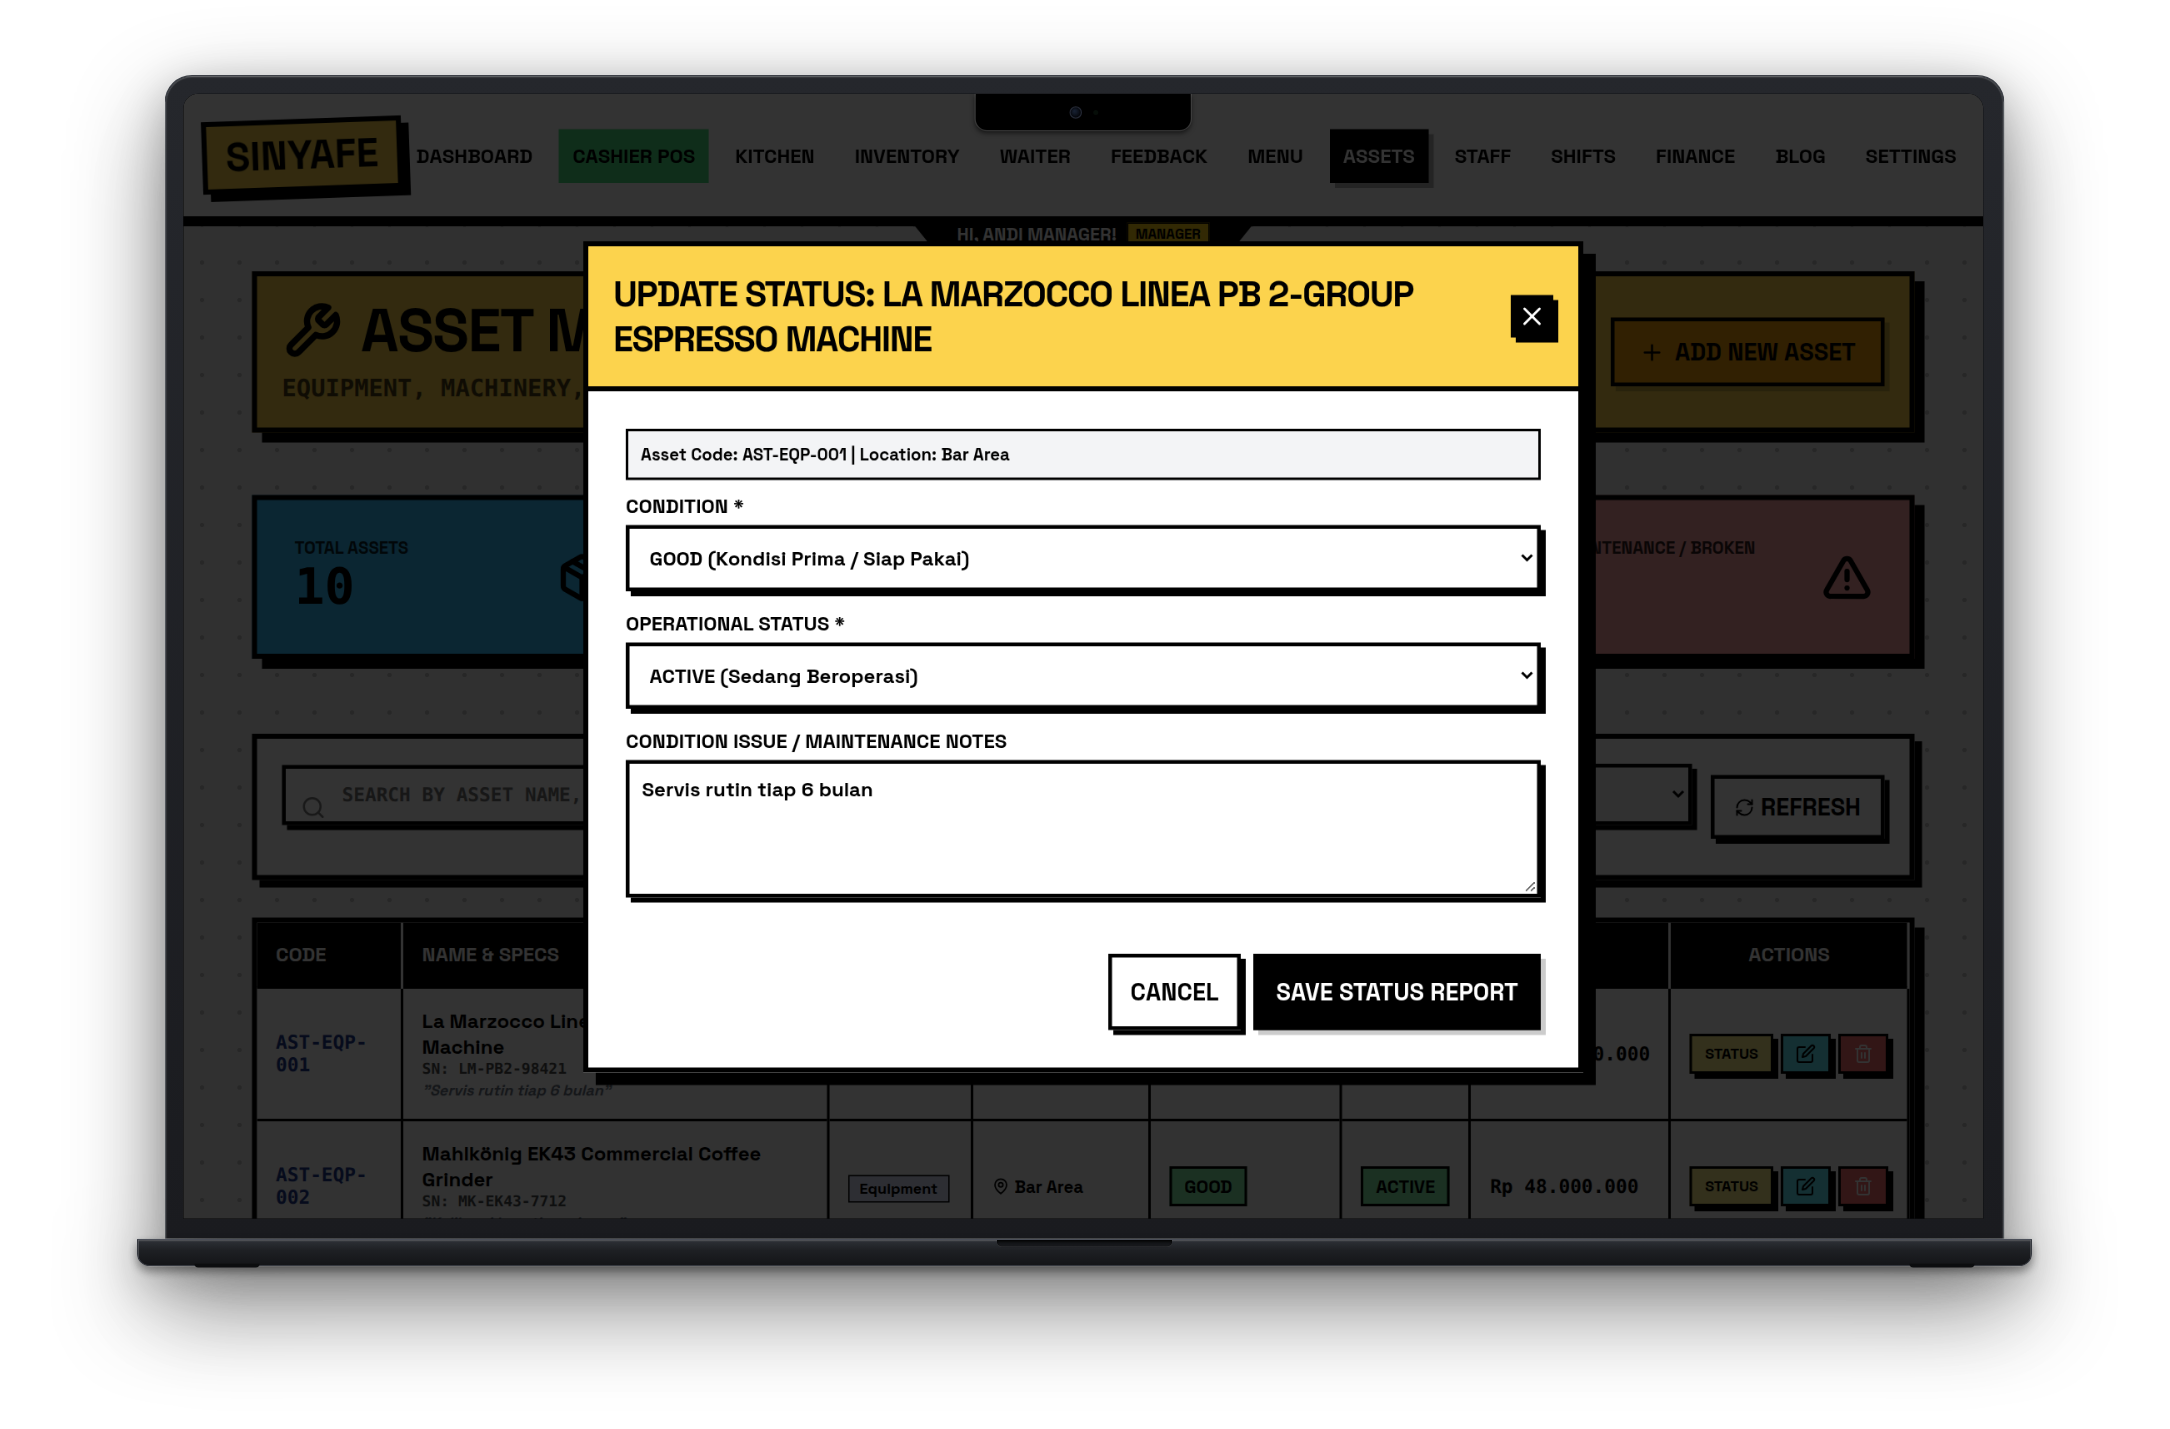 SINYAFE
DASHBOARD CASHIER POS KITCHEN INVENTORY WAITER FEEDBACK MENU ASSETS STAFF SHIFTS FINANCE BLOG SETTINGS
HI, ANDI MANAGER! MANAGER
ASSET M
EQUIPMENT, MACHINERY,
+ ADD NEW ASSET
UPDATE STATUS: LA MARZOCCO LINEA PB 2-GROUP
ESPRESSO MACHINE
Asset Code: AST-EQP-001 | Location: Bar Area
CONDITION *
GOOD (Kondisi Prima / Siap Pakai)
OPERATIONAL STATUS *
ACTIVE (Sedang Beroperasi)
CONDITION ISSUE / MAINTENANCE NOTES
Servis rutin tiap 6 bulan
CANCEL SAVE STATUS REPORT
TOTAL ASSETS
10
NTENANCE / BROKEN
SEARCH BY ASSET NAME,
REFRESH
CODE NAME & SPECS ACTIONS
AST-EQP-
001
La Marzocco Line
Machine
SN: LM-PB2-98421
"Servis rutin tiap 6 bulan"
0.000
STATUS
AST-EQP-
002
Mahlkönig EK43 Commercial Coffee
Grinder
SN: MK-EK43-7712
Equipment
Bar Area
GOOD
ACTIVE
Rp 48.000.000
STATUS